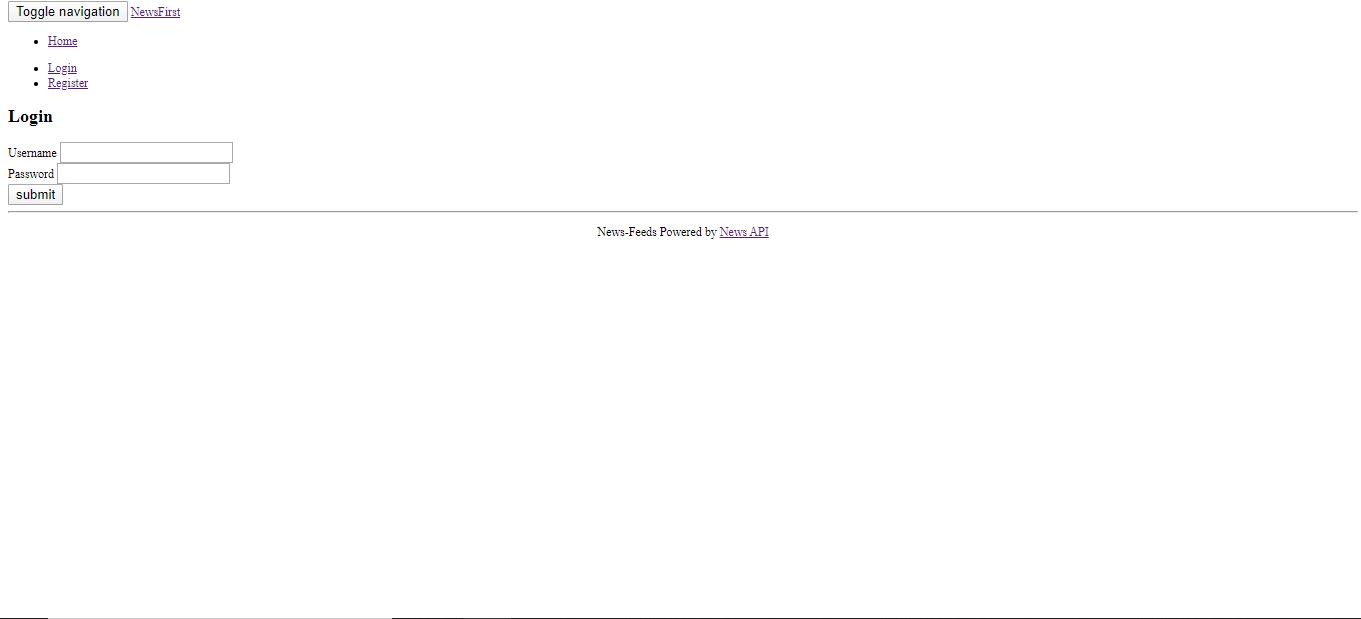 Toggle navigation NewsFirst
Home
Login
Register
Login
Username
Password
submit
News-Feeds Powered by News API